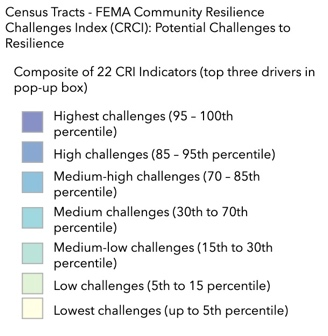 Census Tracts - FEMA Community Resilience
Challenges Index (CRCI): Potential Challenges to
Resilience
Composite of 22 CRI Indicators (top three drivers in
pop-up box)
Highest challenges (95 – 100th
percentile)
High challenges (85 – 95th percentile)
Medium-high challenges (70 – 85th
percentile)
Medium challenges (30th to 70th
percentile)
Medium-low challenges (15th to 30th
percentile)
Low challenges (5th to 15 percentile)
Lowest challenges (up to 5th percentile)